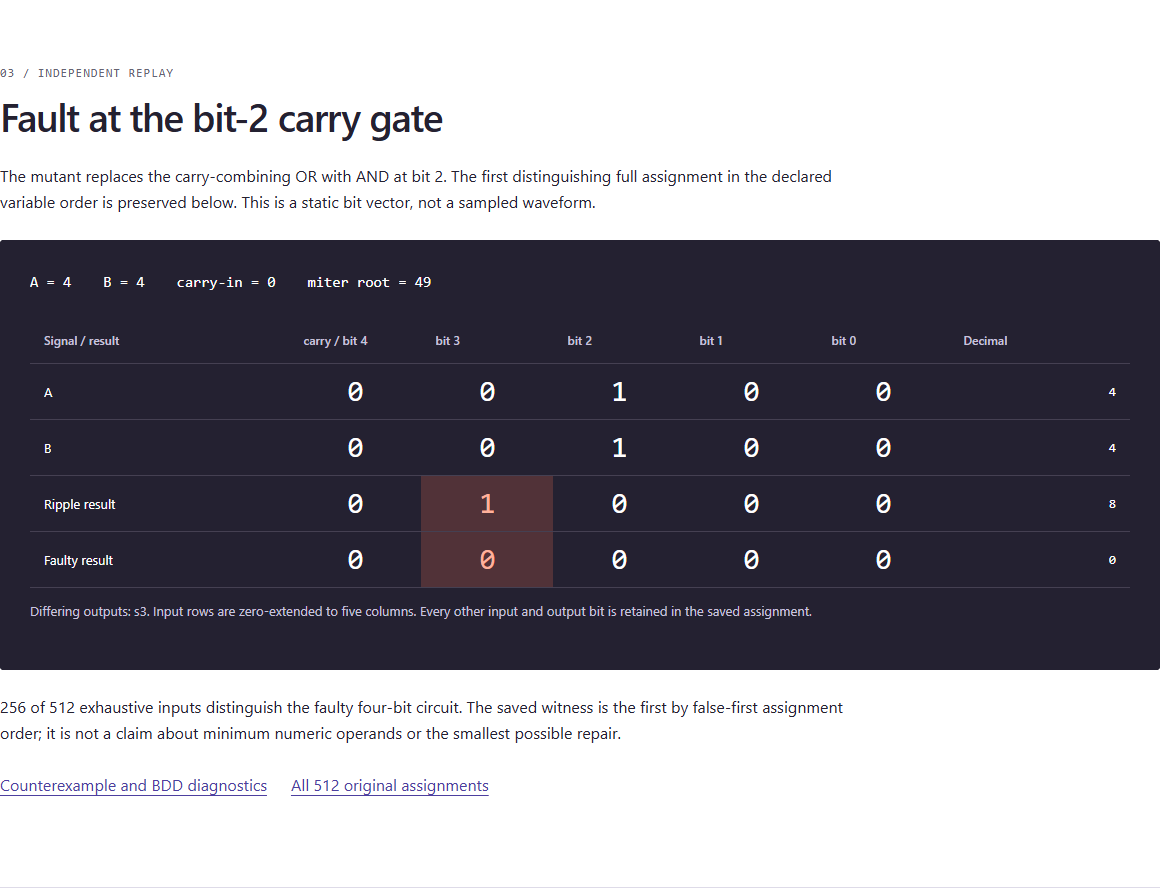 03 / INDEPENDENT REPLAY
Fault at the bit-2 carry gate
The mutant replaces the carry-combining OR with AND at bit 2. The first distinguishing full assignment in the declared
variable order is preserved below. This is a static bit vector, not a sampled waveform.
A = 4 B = 4 carry-in = 0 miter root = 49
Signal / result carry / bit 4 bit 3 bit 2 bit 1 bit 0 Decimal
A 0 0 1 0 0 4
B 0 0 1 0 0 4
Ripple result 0 1 0 0 0 8
Faulty result 0 0 0 0 0 0
Differing outputs: s3. Input rows are zero-extended to five columns. Every other input and output bit is retained in the saved assignment.
256 of 512 exhaustive inputs distinguish the faulty four-bit circuit. The saved witness is the first by false-first assignment
order; it is not a claim about minimum numeric operands or the smallest possible repair.
Counterexample and BDD diagnostics All 512 original assignments